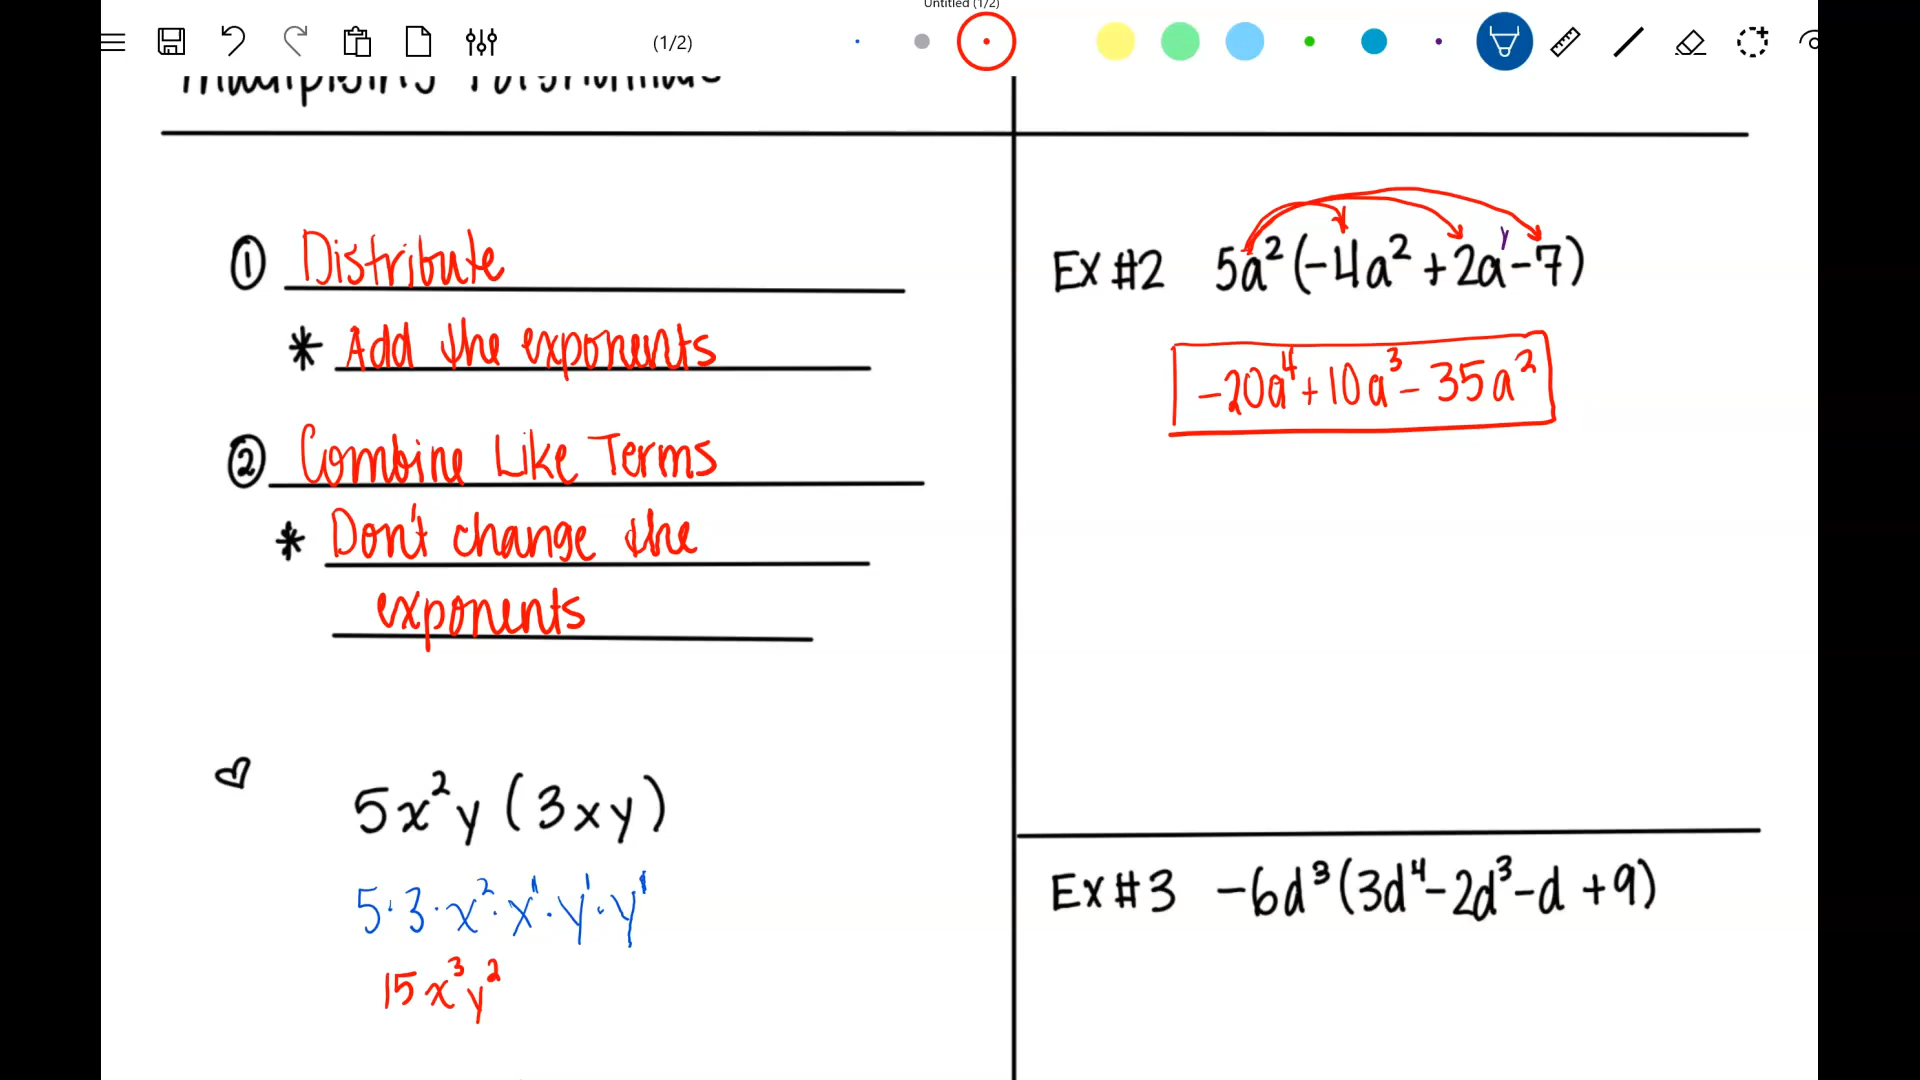 Untitled (1/2)
(1/2)
Multiplying Polynomials
① Distribute
* Add the exponents
② Combine Like Terms
* Don't change the
exponents
5x²y (3xy)
5·3·x²·x¹·y¹·y¹
15x³y²
Ex #2 5a²(-4a²+2a-7)
-20a⁴+10a³-35a²
Ex #3 -6d³(3d⁴-2d³-d+9)